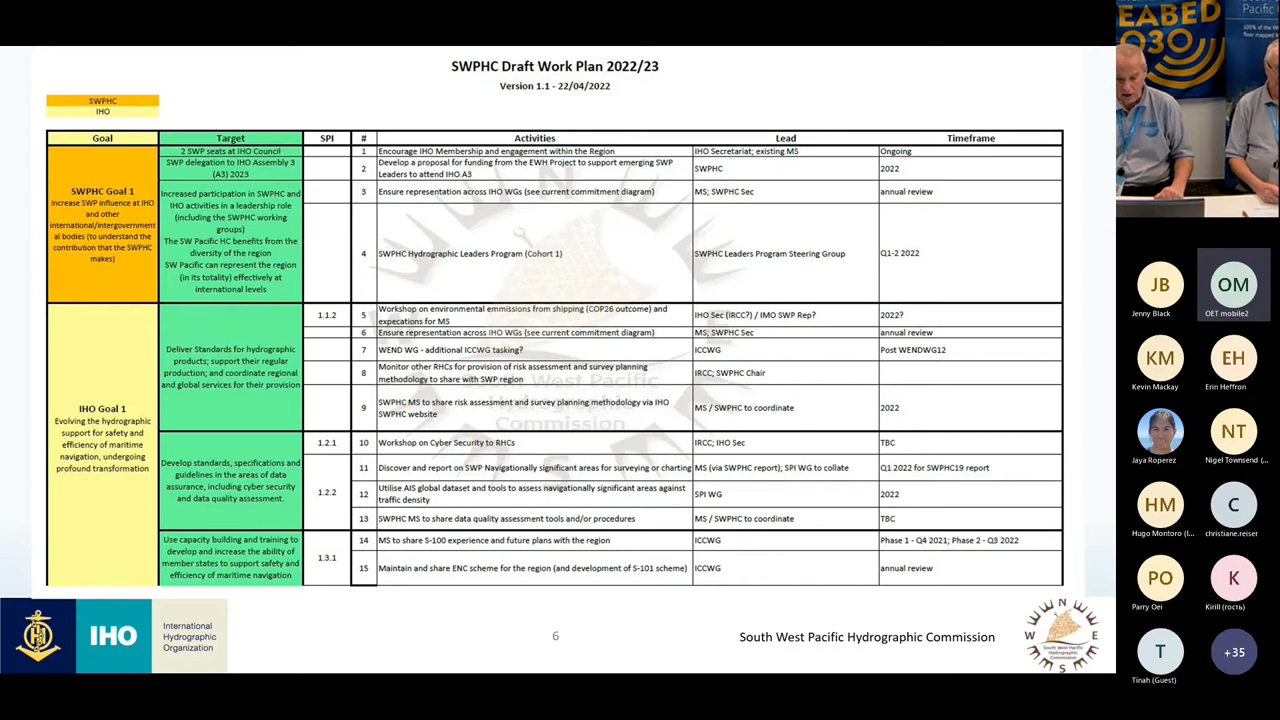 SWPHC Draft Work Plan 2022/23
Version 1.1 - 22/04/2022
SWPHC
IHO
Goal
Target
SPI
#
Activities
Lead
Timeframe
SWPHC Goal 1
Increase SWP influence at IHO
and other
international/intergovernment
al bodies (to understand the
contribution that the SWPHC
makes)
2 SWP seats at IHO Council
SWP delegation to IHO Assembly 3
(A3) 2023
Increased participation in SWPHC and
IHO activities in a leadership role
(including the SWPHC working
groups)
The SW Pacific HC benefits from the
diversity of the region
SW Pacific can represent the region
(in its totality) effectively at
international levels
1
Encourage IHO Membership and engagement within the Region
IHO Secretariat; existing MS
Ongoing
2
Develop a proposal for funding from the EWH Project to support emerging SWP
Leaders to attend IHO A3
SWPHC
2022
3
Ensure representation across IHO WGs (see current commitment diagram)
MS; SWPHC Sec
annual review
4
SWPHC Hydrographic Leaders Program (Cohort 1)
SWPHC Leaders Program Steering Group
Q1-2 2022
IHO Goal 1
Evolving the hydrographic
support for safety and
efficiency of maritime
navigation, undergoing
profound transformation
Deliver Standards for hydrographic
products; support their regular
production; and coordinate regional
and global services for their provision
1.1.2
5
Workshop on environmental emmissions from shipping (COP26 outcome) and
expecations for MS
IHO Sec (IRCC?) / IMO SWP Rep?
2022?
6
Ensure representation across IHO WGs (see current commitment diagram)
MS; SWPHC Sec
annual review
7
WEND WG - additional ICCWG tasking?
ICCWG
Post WENDWG12
8
Monitor other RHCs for provision of risk assessment and survey planning
methodology to share with SWP region
IRCC; SWPHC Chair
9
SWPHC MS to share risk assessment and survey planning methodology via IHO
SWPHC website
MS / SWPHC to coordinate
2022
Develop standards, specifications and
guidelines in the areas of data
assurance, including cyber security
and data quality assessment.
1.2.1
10
Workshop on Cyber Security to RHCs
IRCC; IHO Sec
TBC
1.2.2
11
Discover and report on SWP Navigationally significant areas for surveying or charting
MS (via SWPHC report); SPI WG to collate
Q1 2022 for SWPHC19 report
12
Utilise AIS global dataset and tools to assess navigationally significant areas against
traffic density
SPI WG
2022
13
SWPHC MS to share data quality assessment tools and/or procedures
MS / SWPHC to coordinate
TBC
Use capacity building and training to
develop and increase the ability of
member states to support safety and
efficiency of maritime navigation
1.3.1
14
MS to share S-100 experience and future plans with the region
ICCWG
Phase 1 - Q4 2021; Phase 2 - Q3 2022
15
Maintain and share ENC scheme for the region (and development of S-101 scheme)
ICCWG
annual review
South West Pacific
Hydrographic
Commission
IHO
International
Hydrographic
Organization
6
South West Pacific Hydrographic Commission
N
W
E
S
South West Pacific
Hydrographic
Commission
EABED
030
Pacific
JB
Jenny Black
OM
OET mobile2
KM
Kevin Mackay
EH
Erin Heffron
Jaya Roperez
NT
Nigel Townsend (...
HM
Hugo Montoro (I...
C
christiane.reiser
PO
Parry Oei
K
Kirill (гость)
T
Tinah (Guest)
+35